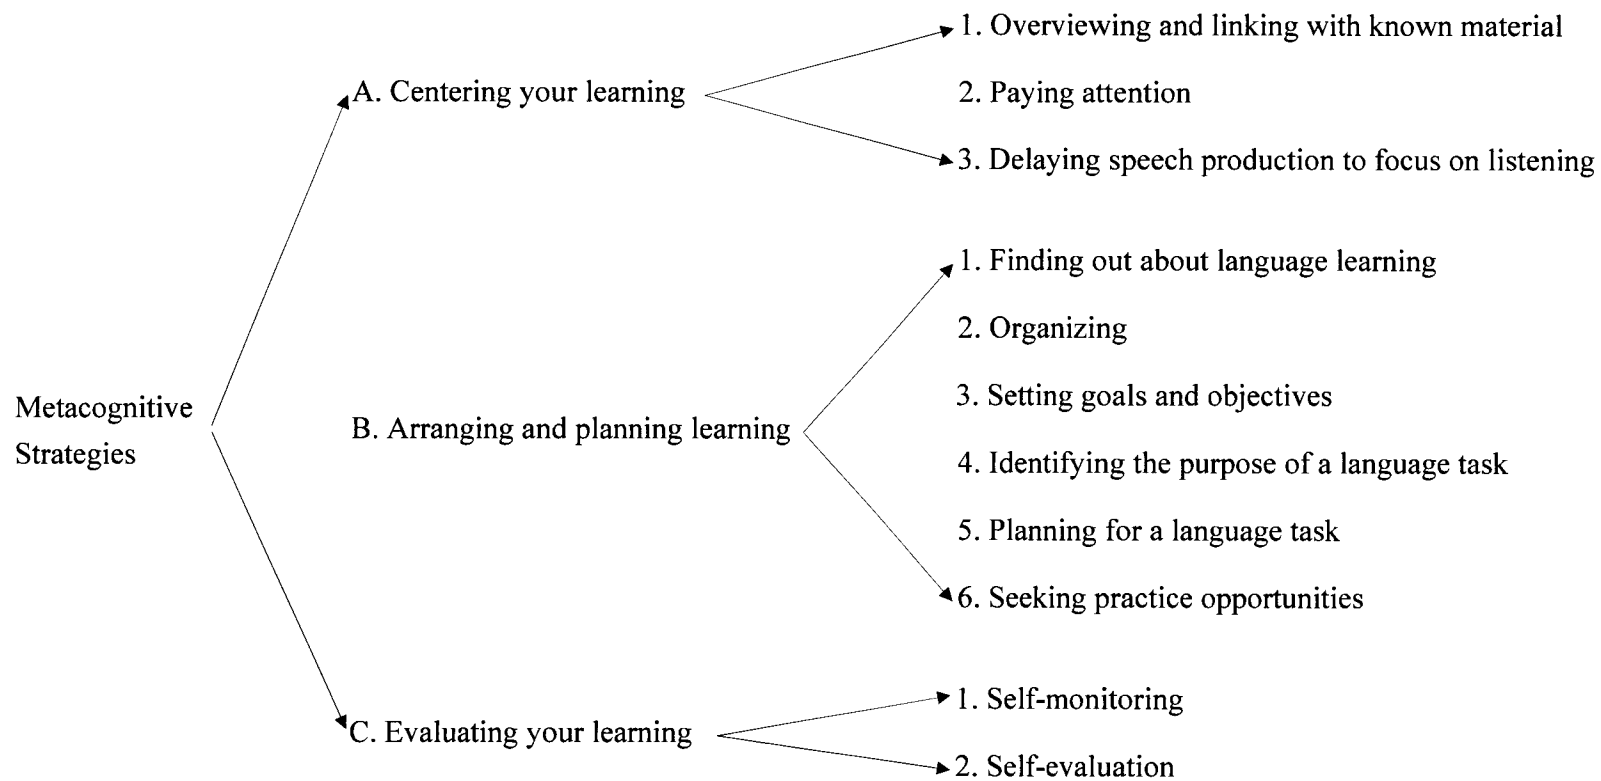 Metacognitive
Strategies
A. Centering your learning
1. Overviewing and linking with known material
2. Paying attention
3. Delaying speech production to focus on listening
B. Arranging and planning learning
1. Finding out about language learning
2. Organizing
3. Setting goals and objectives
4. Identifying the purpose of a language task
5. Planning for a language task
6. Seeking practice opportunities
C. Evaluating your learning
1. Self-monitoring
2. Self-evaluation